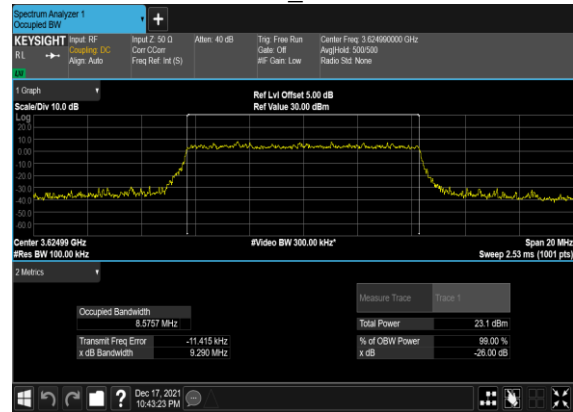 Spectrum Analyzer 1
Occupied BW
KEYSIGHT
RL
Input: RF
Coupling: DC
Align: Auto
Input Z: 50 Ω
Corr CCorr
Freq Ref: Int (S)
Atten: 40 dB
Trig: Free Run
Gate: Off
#IF Gain: Low
Center Freq: 3.624990000 GHz
Avg|Hold: 500/500
Radio Std: None
1 Graph
Scale/Div 10.0 dB
Ref Lvl Offset 5.00 dB
Ref Value 30.00 dBm
Log
20.0
10.0
0.00
-10.0
-20.0
-30.0
-40.0
-50.0
-60.0
Center 3.62499 GHz
#Video BW 300.00 kHz*
Span 20 MHz
#Res BW 100.00 kHz
Sweep 2.53 ms (1001 pts)
2 Metrics
Measure Trace Trace 1
Occupied Bandwidth
8.5757 MHz
Total Power 23.1 dBm
Transmit Freq Error -11.415 kHz
% of OBW Power 99.00 %
x dB Bandwidth 9.290 MHz
x dB -26.00 dB
?
Dec 17, 2021
10:43:23 PM